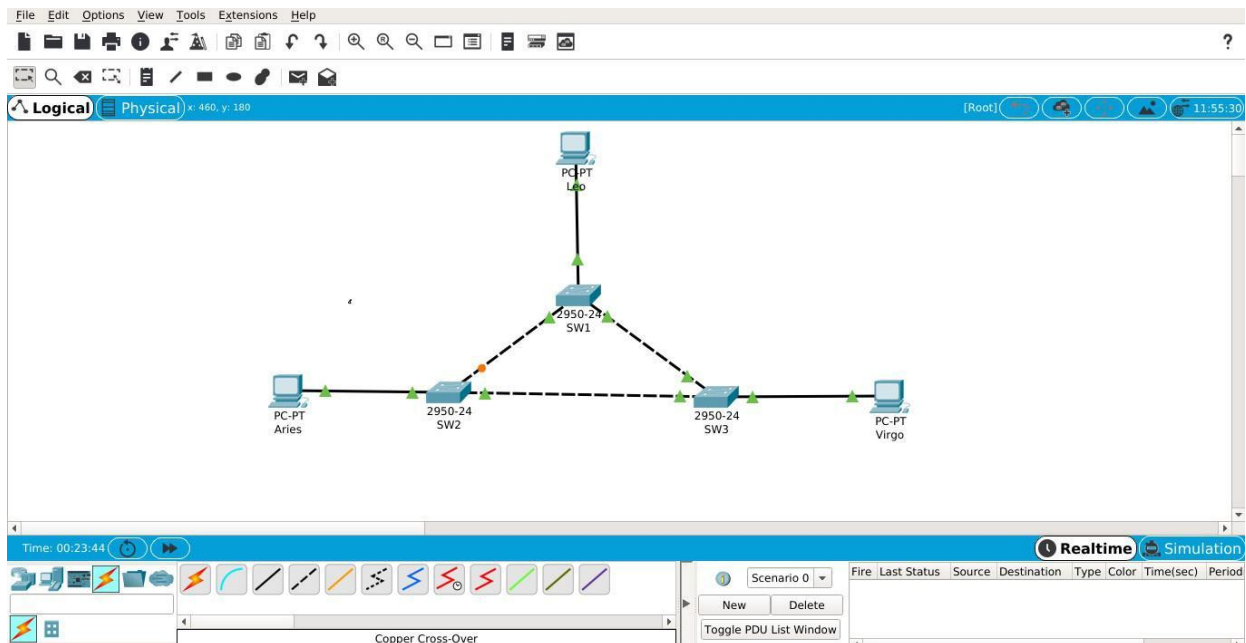 File Edit Options View Tools Extensions Help
?
Logical Physical x: 460, y: 180 [Root] 11:55:30
PC-PT
Leo
2950-24
SW1
PC-PT
Aries
2950-24
SW2
2950-24
SW3
PC-PT
Virgo
Time: 00:23:44 Realtime Simulation
Scenario 0
Fire Last Status Source Destination Type Color Time(sec) Period
New Delete
Toggle PDU List Window
Copper Cross-Over